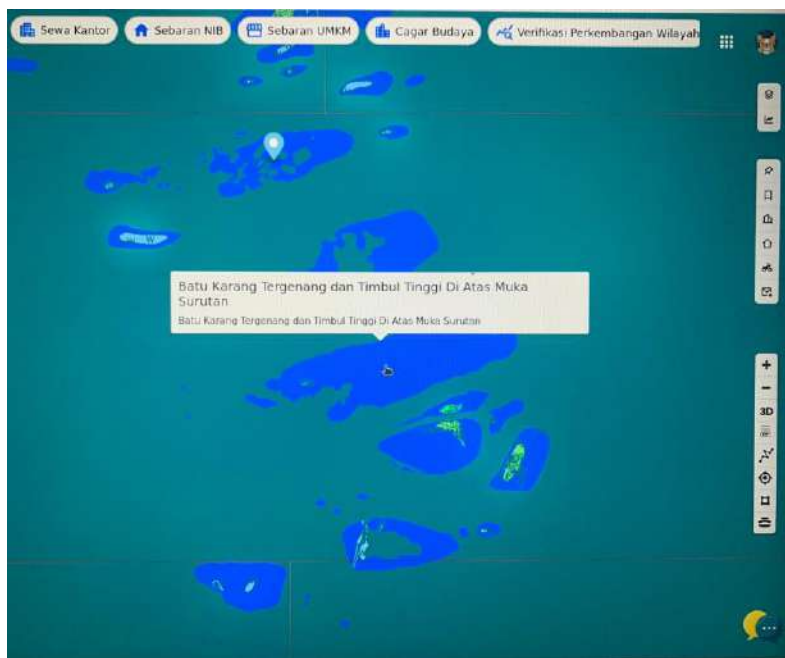 Sewa Kantor
Sebaran NIB
Sebaran UMKM
Cagar Budaya
Verifikasi Perkembangan Wilayah
Batu Karang Tergenang dan Timbul Tinggi Di Atas Muka
Surutan
Batu Karang Tergenang dan Timbul Tinggi Di Atas Muka Surutan
+
−
3D